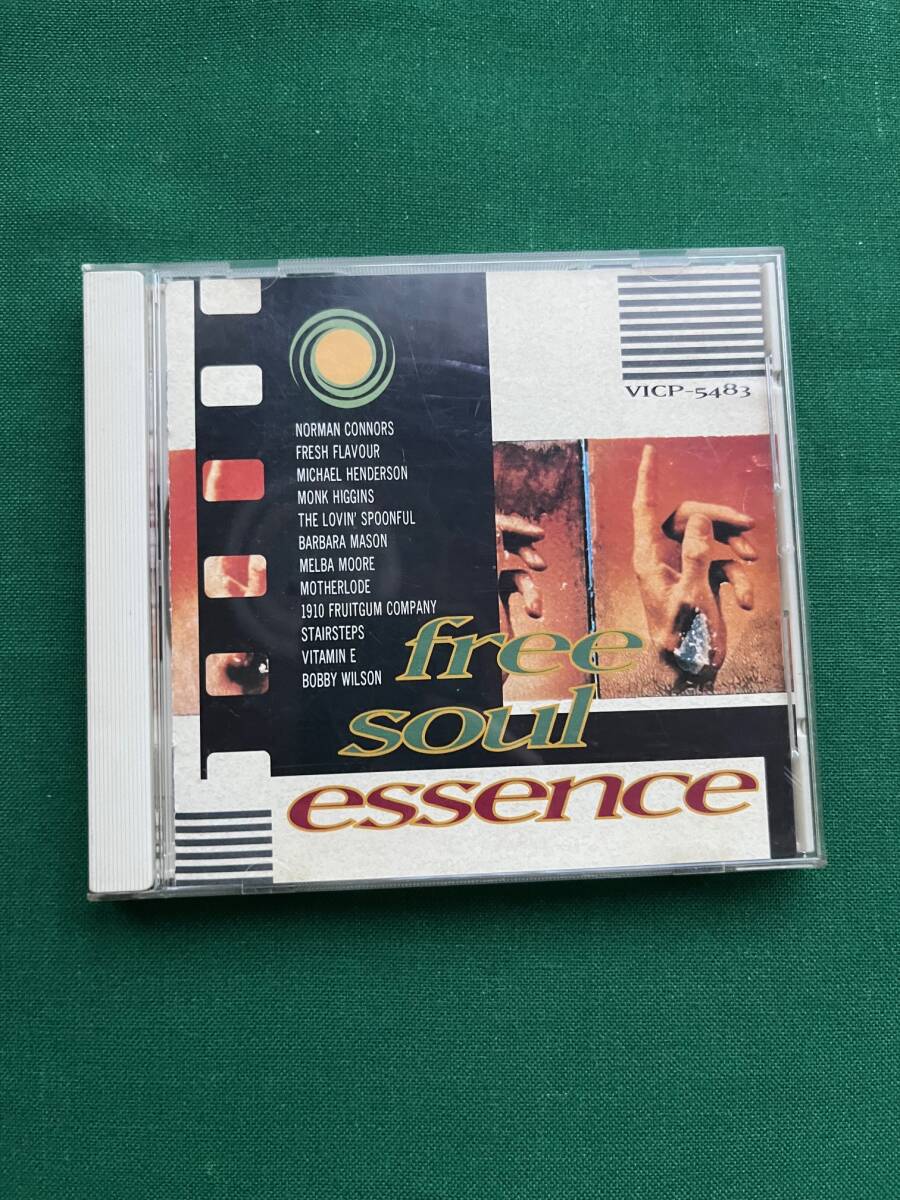 VICP-5483
NORMAN CONNORS
FRESH FLAVOUR
MICHAEL HENDERSON
MONK HIGGINS
THE LOVIN' SPOONFUL
BARBARA MASON
MELBA MOORE
MOTHERLODE
1910 FRUITGUM COMPANY
STAIRSTEPS
VITAMIN E
BOBBY WILSON
free
soul
essence